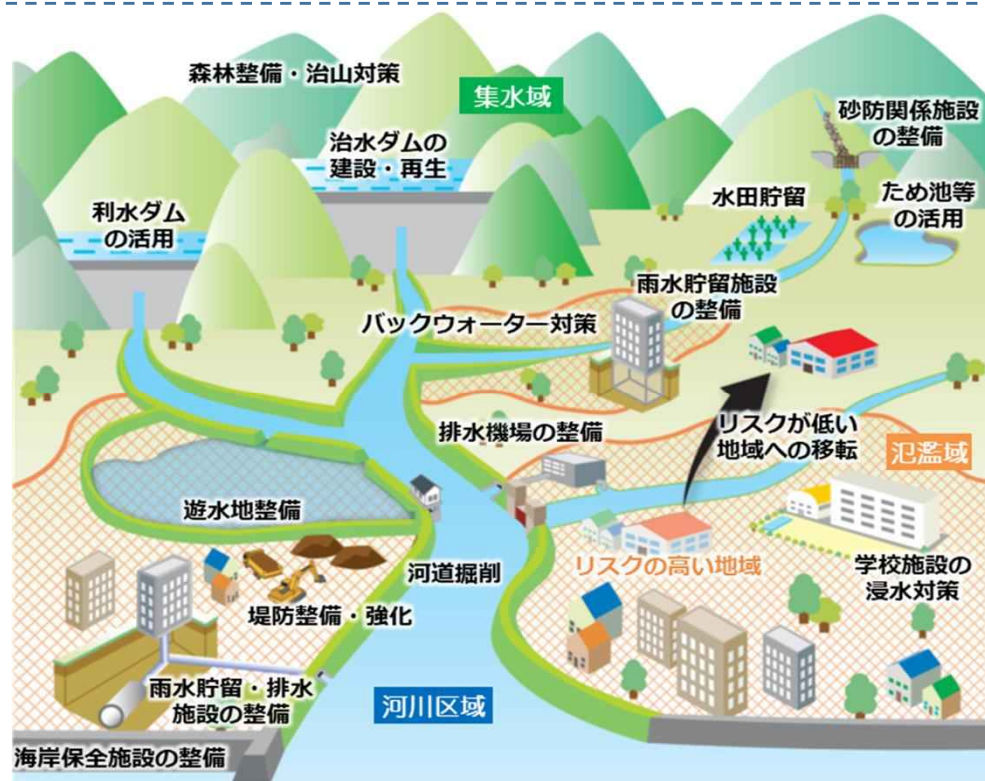 森林整備・治山対策
集水域
砂防関係施設
の整備
治水ダムの
建設・再生
水田貯留
ため池等
の活用
利水ダム
の活用
雨水貯留施設
の整備
バックウォーター対策
排水機場の整備
リスクが低い
地域への移転
氾濫域
遊水地整備
河道掘削
リスクの高い地域
学校施設の
浸水対策
堤防整備・強化
雨水貯留・排水
施設の整備
河川区域
海岸保全施設の整備